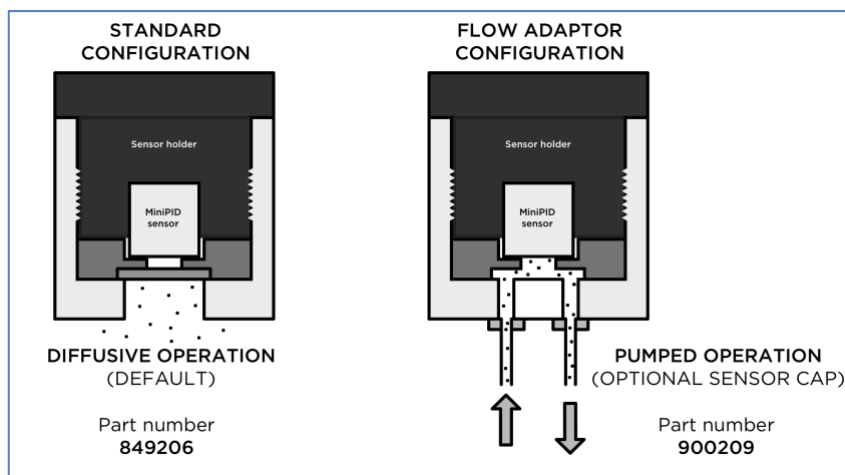 STANDARD
CONFIGURATION
Sensor holder
MiniPID
sensor
DIFFUSIVE OPERATION
(DEFAULT)
Part number
849206
FLOW ADAPTOR
CONFIGURATION
Sensor holder
MiniPID
sensor
PUMPED OPERATION
(OPTIONAL SENSOR CAP)
Part number
900209